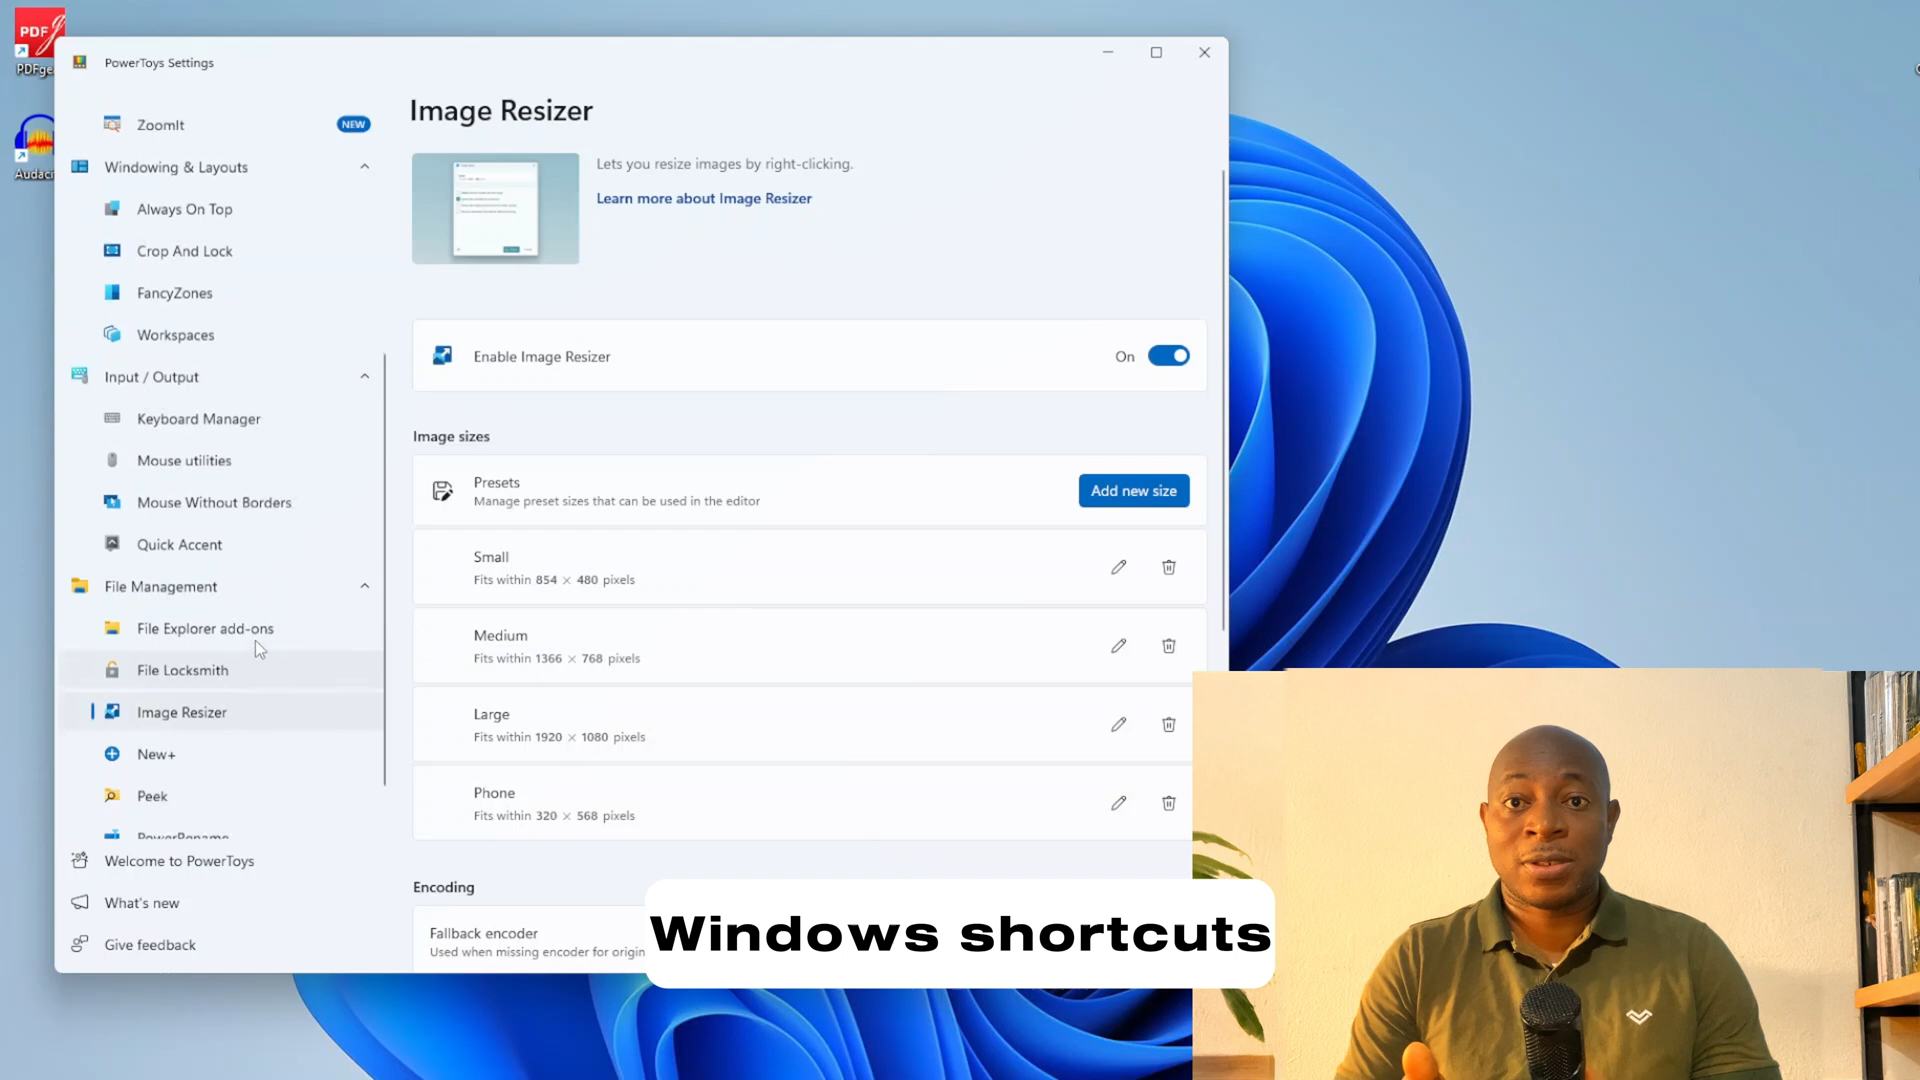 PDF
PDFge
PowerToys Settings
ZoomIt
NEW
Windowing & Layouts
Always On Top
Crop And Lock
FancyZones
Workspaces
Input / Output
Keyboard Manager
Mouse utilities
Mouse Without Borders
Quick Accent
File Management
File Explorer add-ons
File Locksmith
Image Resizer
New+
Peek
PowerRename
Welcome to PowerToys
What's new
Give feedback
Image Resizer
Lets you resize images by right-clicking.
Learn more about Image Resizer
Enable Image Resizer
On
Image sizes
Presets
Manage preset sizes that can be used in the editor
Add new size
Small
Fits within 854 × 480 pixels
Medium
Fits within 1366 × 768 pixels
Large
Fits within 1920 × 1080 pixels
Phone
Fits within 320 × 568 pixels
Encoding
Fallback encoder
Used when missing encoder for origin
Audac
Windows shortcuts